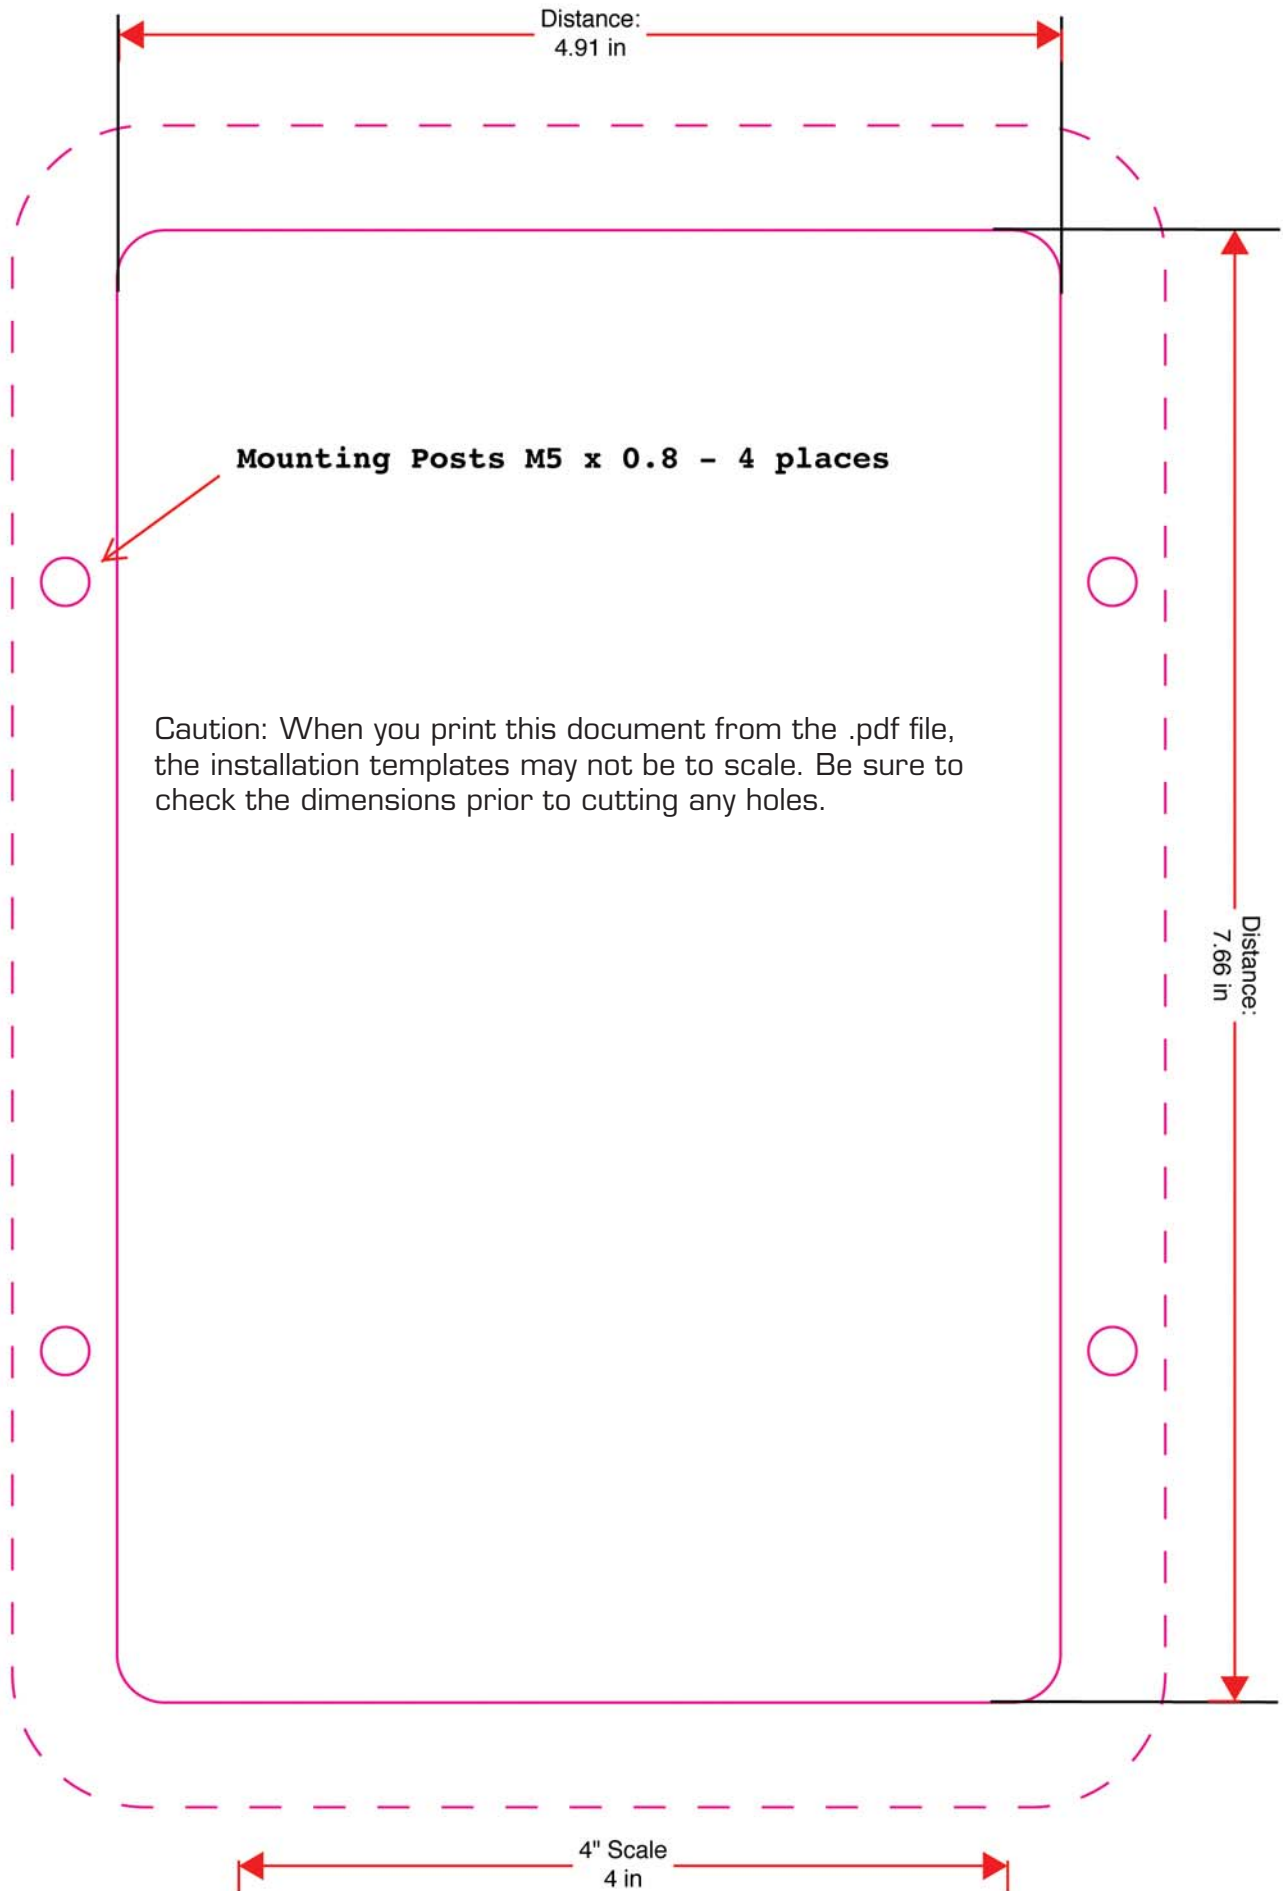 Distance:
4.91 in
Mounting Posts M5 x 0.8 - 4 places
Caution: When you print this document from the .pdf file,
the installation templates may not be to scale. Be sure to
check the dimensions prior to cutting any holes.
Distance:
7.66 in
4" Scale
4 in